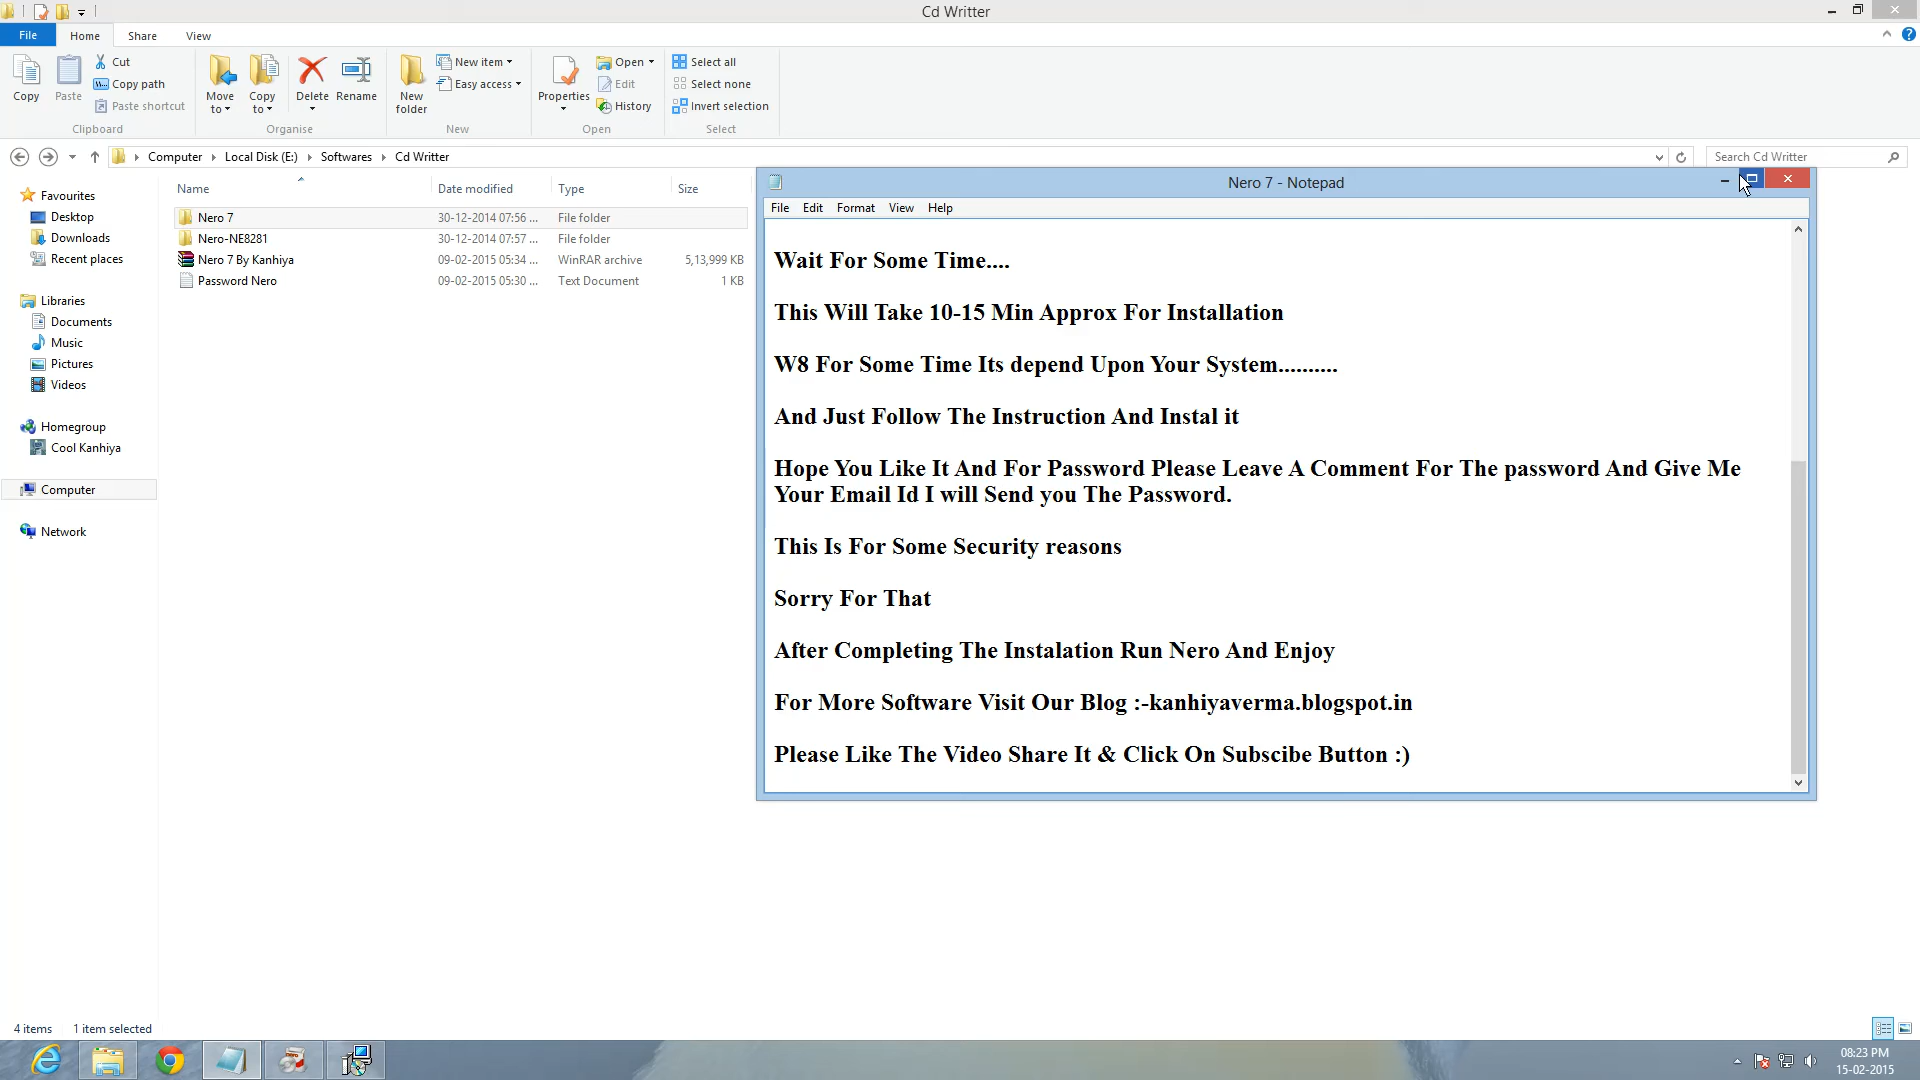 Cd Writter
File
Home
Share
View
Copy
Paste
Cut
Copy path
Paste shortcut
Clipboard
Move to
Copy to
Delete
Rename
Organise
New folder
New item
Easy access
New
Properties
Open
Edit
History
Open
Select all
Select none
Invert selection
Select
Computer
Local Disk (E:)
Softwares
Cd Writter
Search Cd Writter
Favourites
Desktop
Downloads
Recent places
Libraries
Documents
Music
Pictures
Videos
Homegroup
Cool Kanhiya
Computer
Network
Name Date modified Type Size
Nero 7 30-12-2014 07:56 ... File folder
Nero-NE8281 30-12-2014 07:57 ... File folder
Nero 7 By Kanhiya 09-02-2015 05:34 ... WinRAR archive 5,13,999 KB
Password Nero 09-02-2015 05:30 ... Text Document 1 KB
Nero 7 - Notepad
File Edit Format View Help
Wait For Some Time....
This Will Take 10-15 Min Approx For Installation
W8 For Some Time Its depend Upon Your System..........
And Just Follow The Instruction And Instal it
Hope You Like It And For Password Please Leave A Comment For The password And Give Me
Your Email Id I will Send you The Password.
This Is For Some Security reasons
Sorry For That
After Completing The Instalation Run Nero And Enjoy
For More Software Visit Our Blog :-kanhiyaverma.blogspot.in
Please Like The Video Share It & Click On Subscibe Button :)
4 items 1 item selected
08:23 PM
15-02-2015